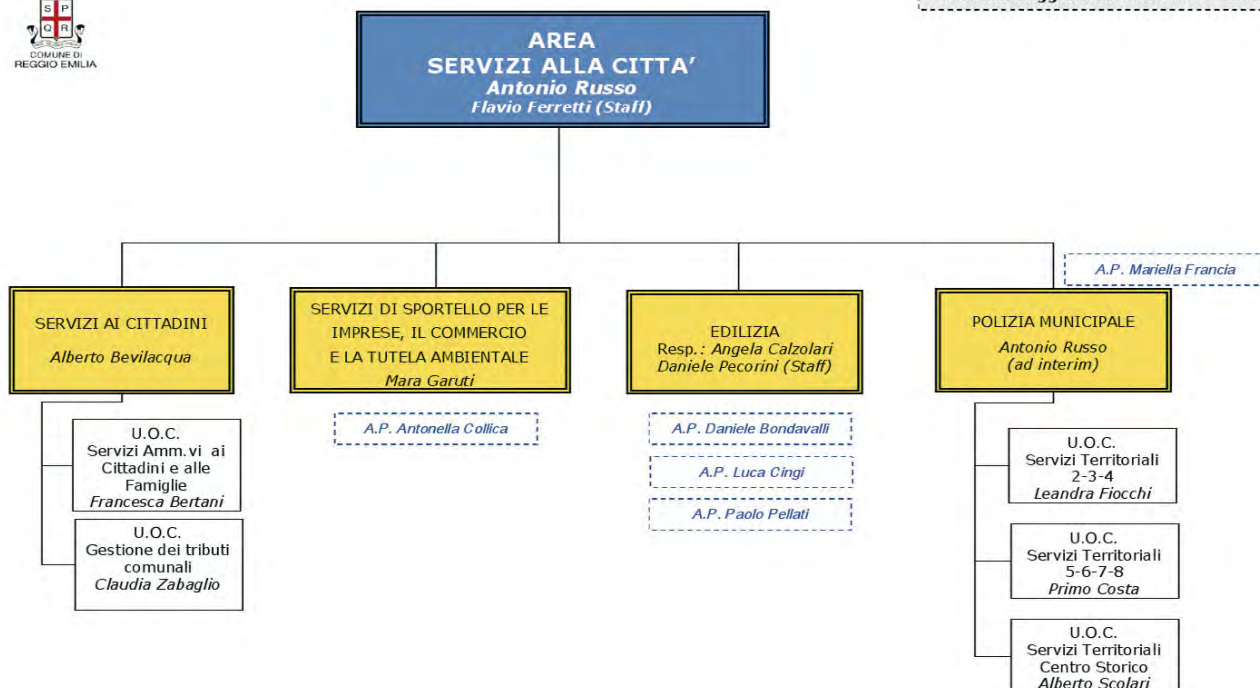 S P
Q R
COMUNE DI
REGGIO EMILIA
AREA
SERVIZI ALLA CITTA’
Antonio Russo
Flavio Ferretti (Staff)
A.P. Mariella Francia
SERVIZI AI CITTADINI
Alberto Bevilacqua
SERVIZI DI SPORTELLO PER LE
IMPRESE, IL COMMERCIO
E LA TUTELA AMBIENTALE
Mara Garuti
EDILIZIA
Resp.: Angela Calzolari
Daniele Pecorini (Staff)
POLIZIA MUNICIPALE
Antonio Russo
(ad interim)
U.O.C.
Servizi Amm.vi ai
Cittadini e alle
Famiglie
Francesca Bertani
U.O.C.
Gestione dei tributi
comunali
Claudia Zabaglio
A.P. Antonella Collica
A.P. Daniele Bondavalli
A.P. Luca Cingi
A.P. Paolo Pellati
U.O.C.
Servizi Territoriali
2-3-4
Leandra Fiocchi
U.O.C.
Servizi Territoriali
5-6-7-8
Primo Costa
U.O.C.
Servizi Territoriali
Centro Storico
Alberto Scolari